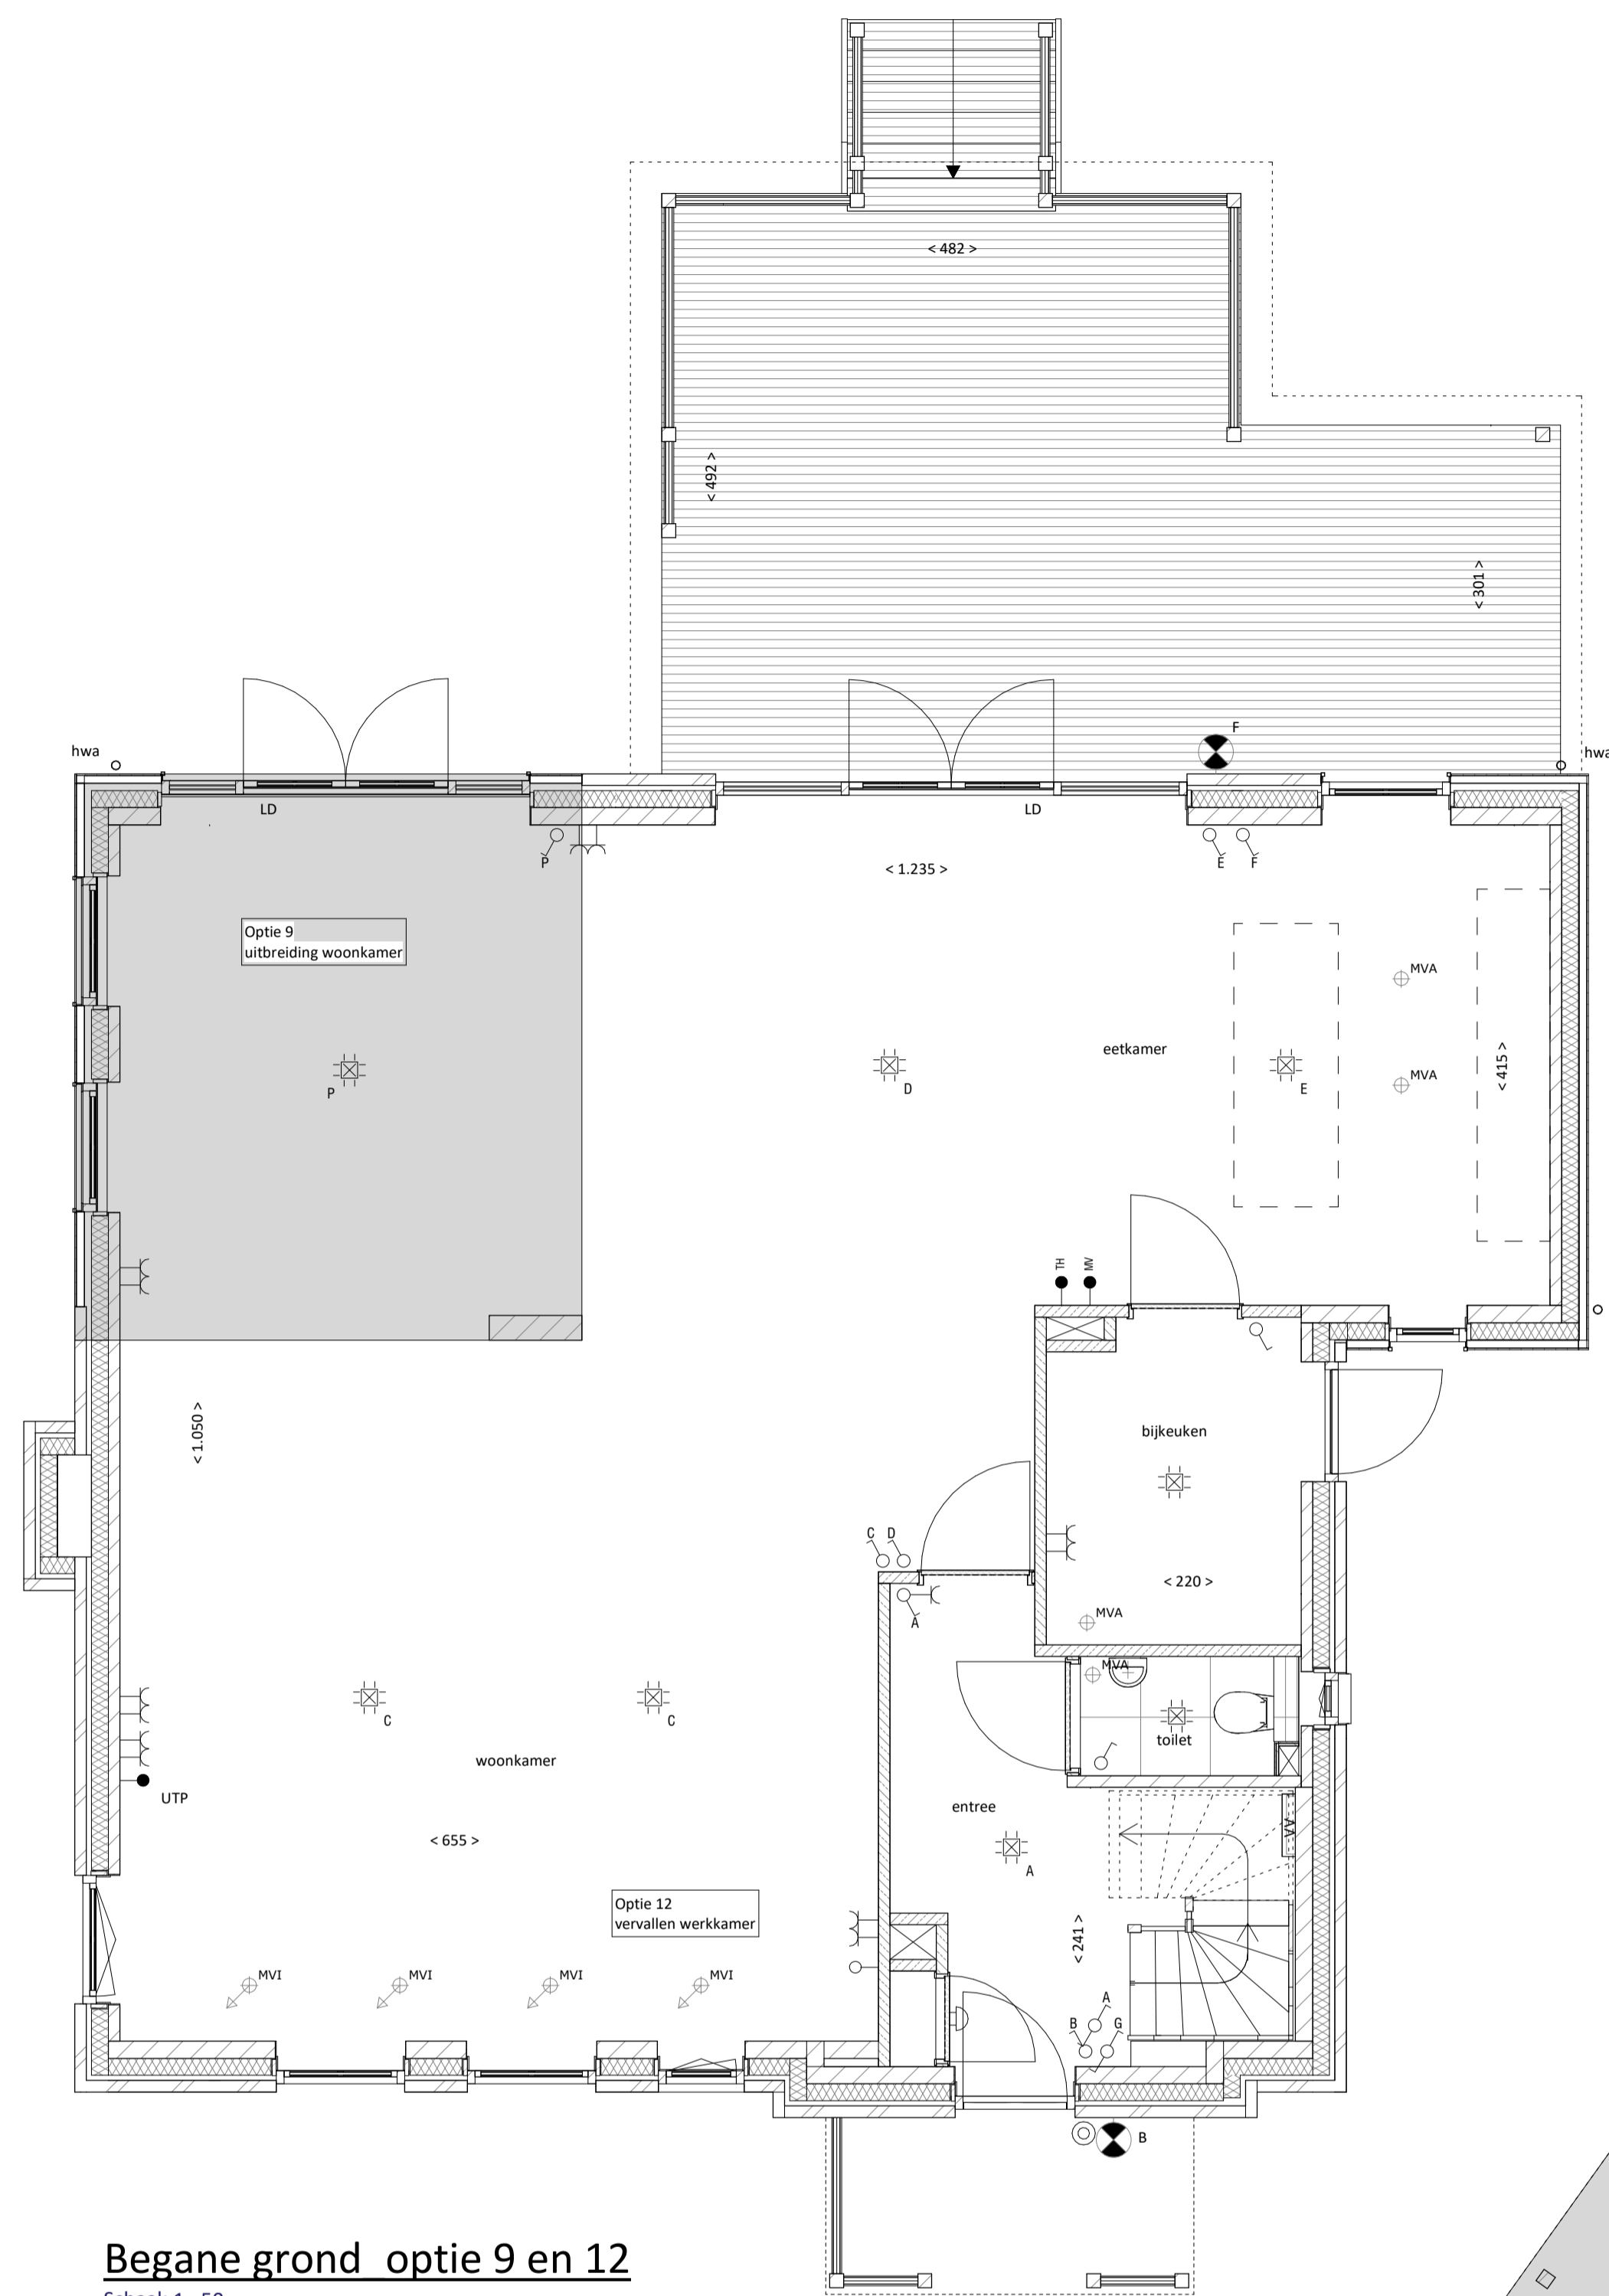 < 482 >
< 492 >
< 301 >
hwa
F
hwa
LD
LD
P
E
F
< 1.235 >
Optie 9
uitbreiding woonkamer
MVA
eetkamer
< 415 >
P
D
E
MVA
TH
MV
< 1.050 >
bijkeuken
C
D
< 220 >
A
MVA
MVA
C
C
toilet
woonkamer
UTP
entree
< 655 >
A
Optie 12
vervallen werkkamer
< 241 >
MVI
MVI
MVI
MVI
A
B
G
B
Begane grond optie 9 en 12